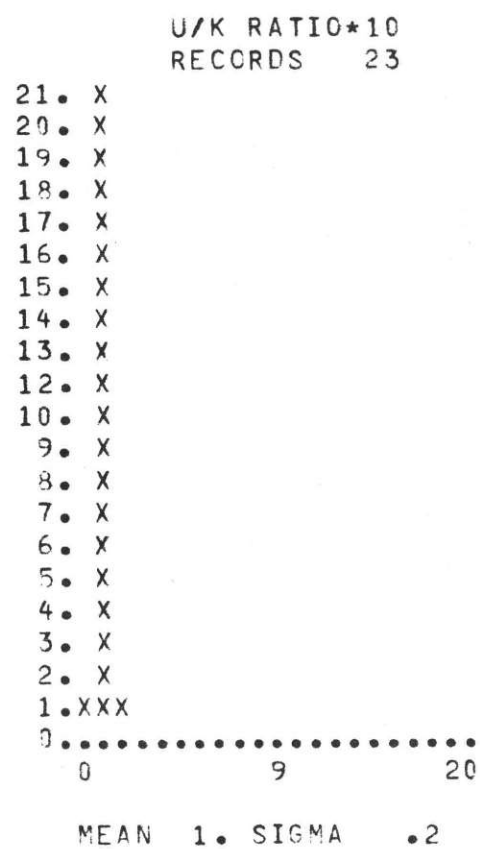 U/K RATIO*10
RECORDS 23
21. X
20. X
19. X
18. X
17. X
16. X
15. X
14. X
13. X
12. X
10. X
9. X
8. X
7. X
6. X
5. X
4. X
3. X
2. X
1.XXX
0......................
0 9 20
MEAN 1. SIGMA .2